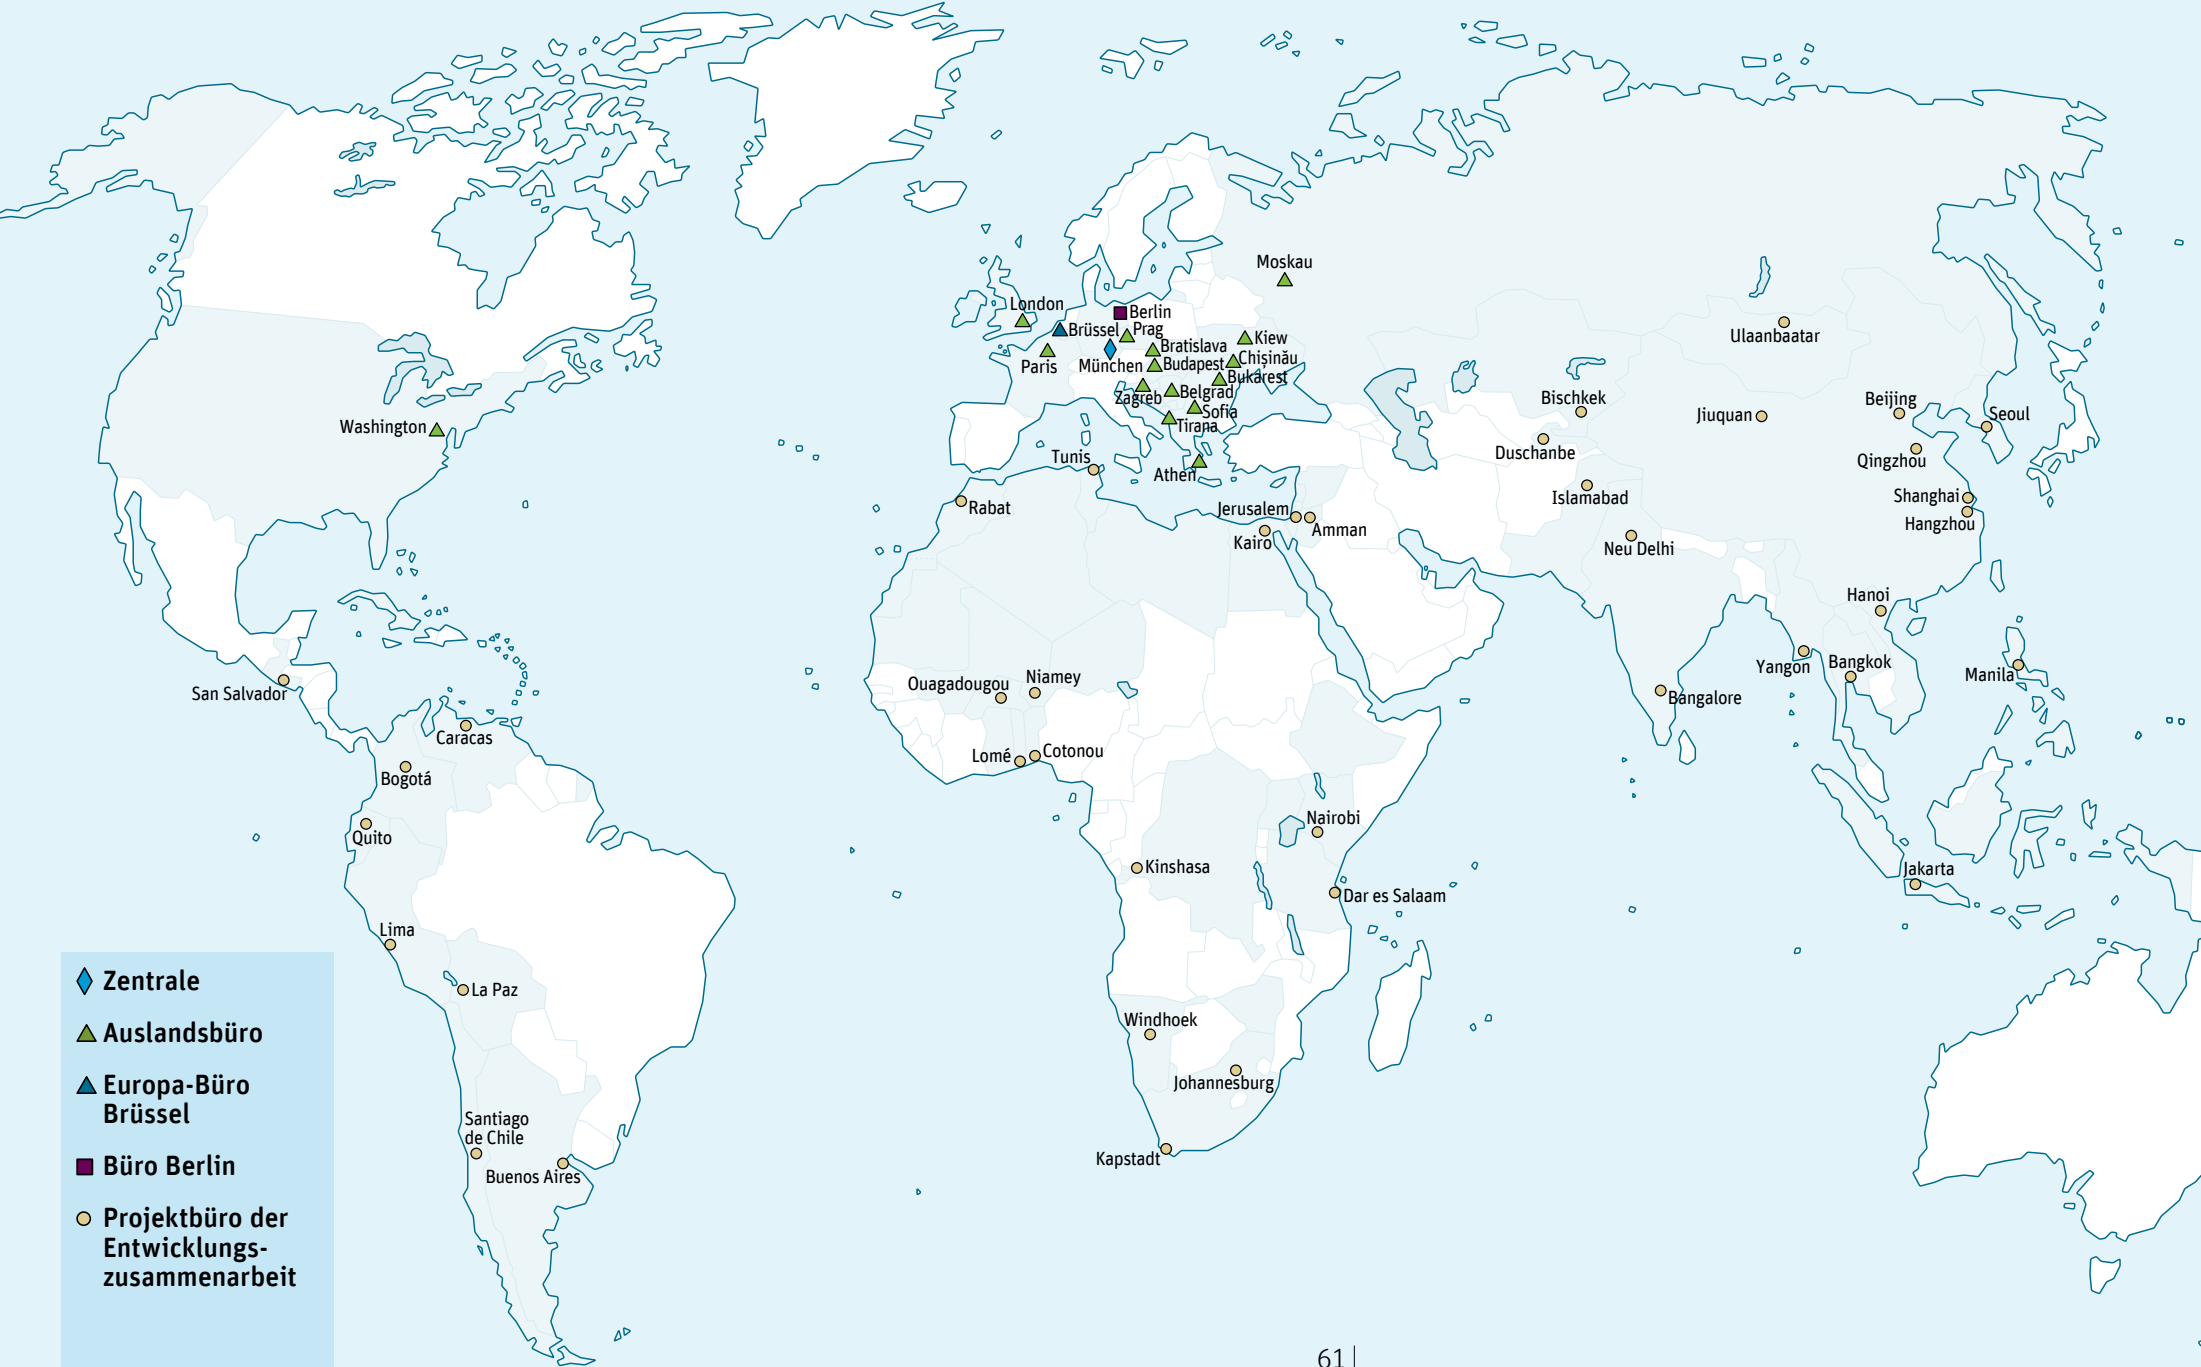 Moskau
London
Berlin
Brüssel
Prag
Kiew
Bratislava
Chișinău
Paris
München
Budapest
Bukarest
Zagreb
Belgrad
Sofia
Tirana
Athen
Washington
Tunis
Rabat
Jerusalem
Amman
Kairo
Ulaanbaatar
Bischkek
Jiuquan
Beijing
Seoul
Duschanbe
Qingzhou
Islamabad
Shanghai
Hangzhou
Neu Delhi
Hanoi
Yangon
Bangkok
Manila
Bangalore
San Salvador
Caracas
Bogotá
Quito
Ouagadougou
Niamey
Lomé
Cotonou
Nairobi
Kinshasa
Dar es Salaam
Jakarta
Lima
La Paz
Windhoek
Johannesburg
Kapstadt
Santiago
de Chile
Buenos Aires
Zentrale
Auslandsbüro
Europa-Büro
Brüssel
Büro Berlin
Projektbüro der
Entwicklungs-
zusammenarbeit
61